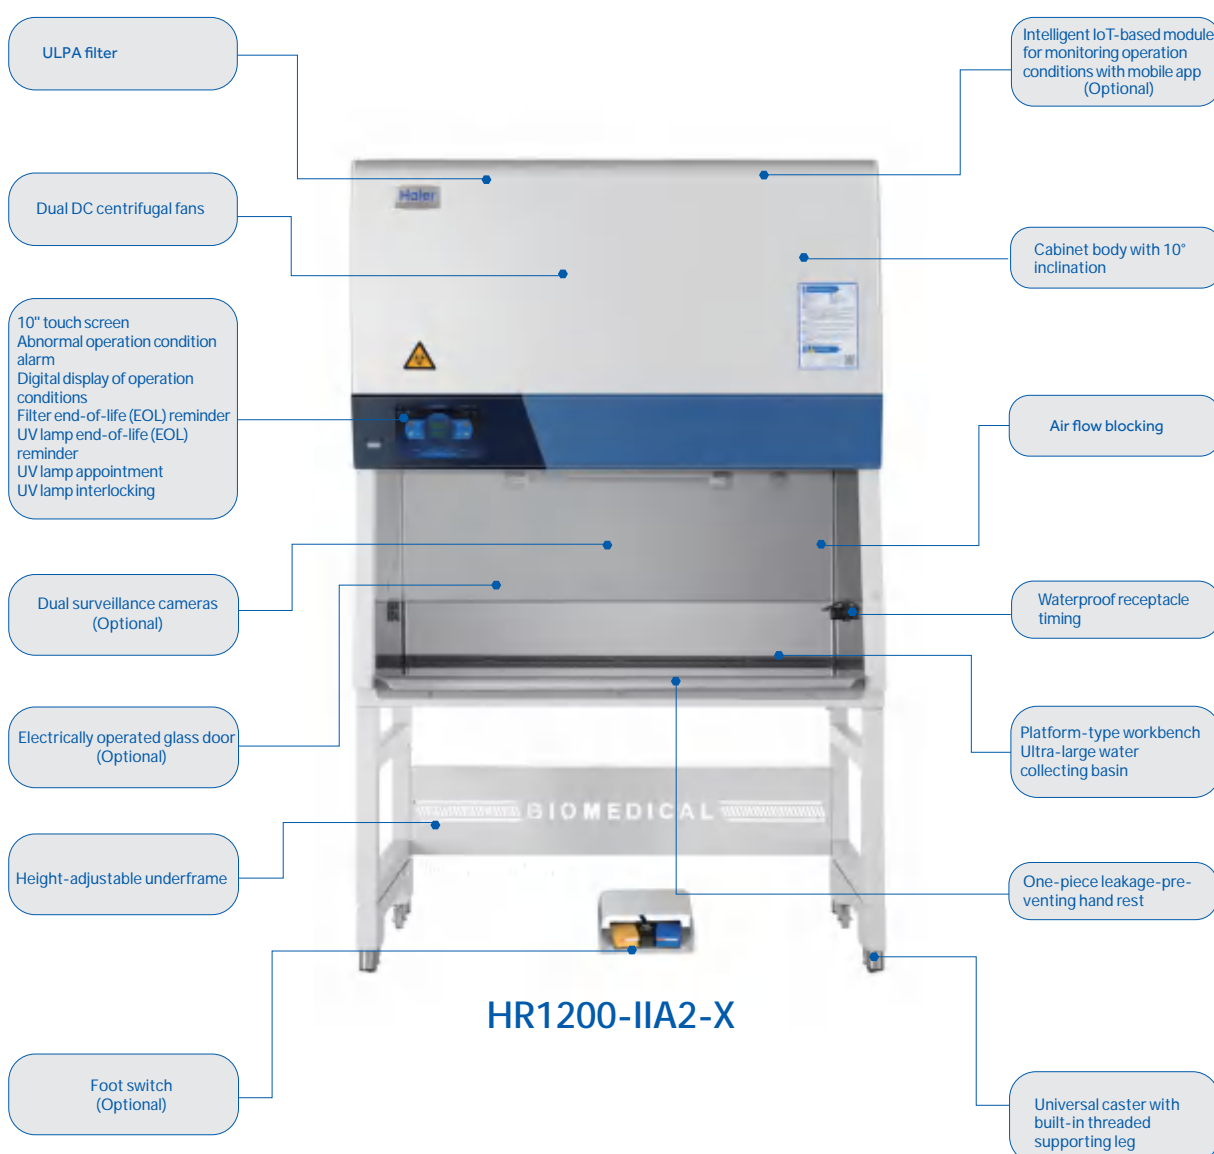 ULPA filter
Dual DC centrifugal fans
10" touch screen
Abnormal operation condition
alarm
Digital display of operation
conditions
Filter end-of-life (EOL) reminder
UV lamp end-of-life (EOL)
reminder
UV lamp appointment
UV lamp interlocking
Dual surveillance cameras
(Optional)
Electrically operated glass door
(Optional)
Height-adjustable underframe
Foot switch
(Optional)
Haier
BIOMEDICAL
HR1200-IIA2-X
Intelligent IoT-based module
for monitoring operation
conditions with mobile app
(Optional)
Cabinet body with 10°
inclination
Air flow blocking
Waterproof receptacle
timing
Platform-type workbench
Ultra-large water
collecting basin
One-piece leakage-pre-
venting hand rest
Universal caster with
built-in threaded
supporting leg